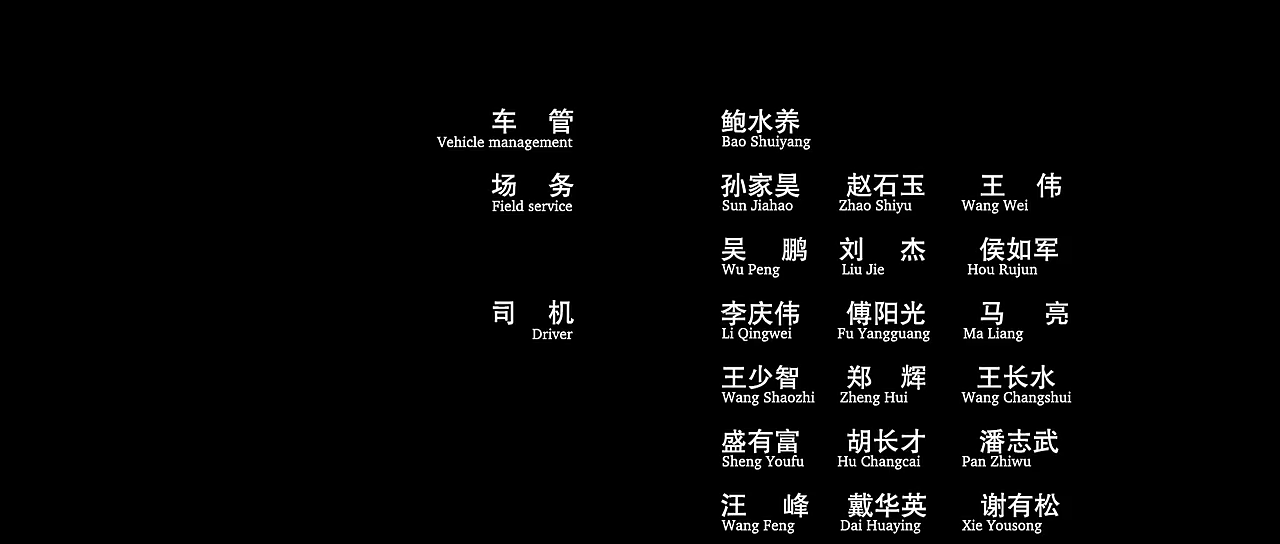 车 管 鲍水养
Vehicle management Bao Shuiyang
场 务 孙家昊 赵石玉 王 伟
Field service Sun Jiahao Zhao Shiyu Wang Wei
吴 鹏 刘 杰 侯如军
Wu Peng Liu Jie Hou Rujun
司 机 李庆伟 傅阳光 马 亮
Driver Li Qingwei Fu Yangguang Ma Liang
王少智 郑 辉 王长水
Wang Shaozhi Zheng Hui Wang Changshui
盛有富 胡长才 潘志武
Sheng Youfu Hu Changcai Pan Zhiwu
汪 峰 戴华英 谢有松
Wang Feng Dai Huaying Xie Yousong